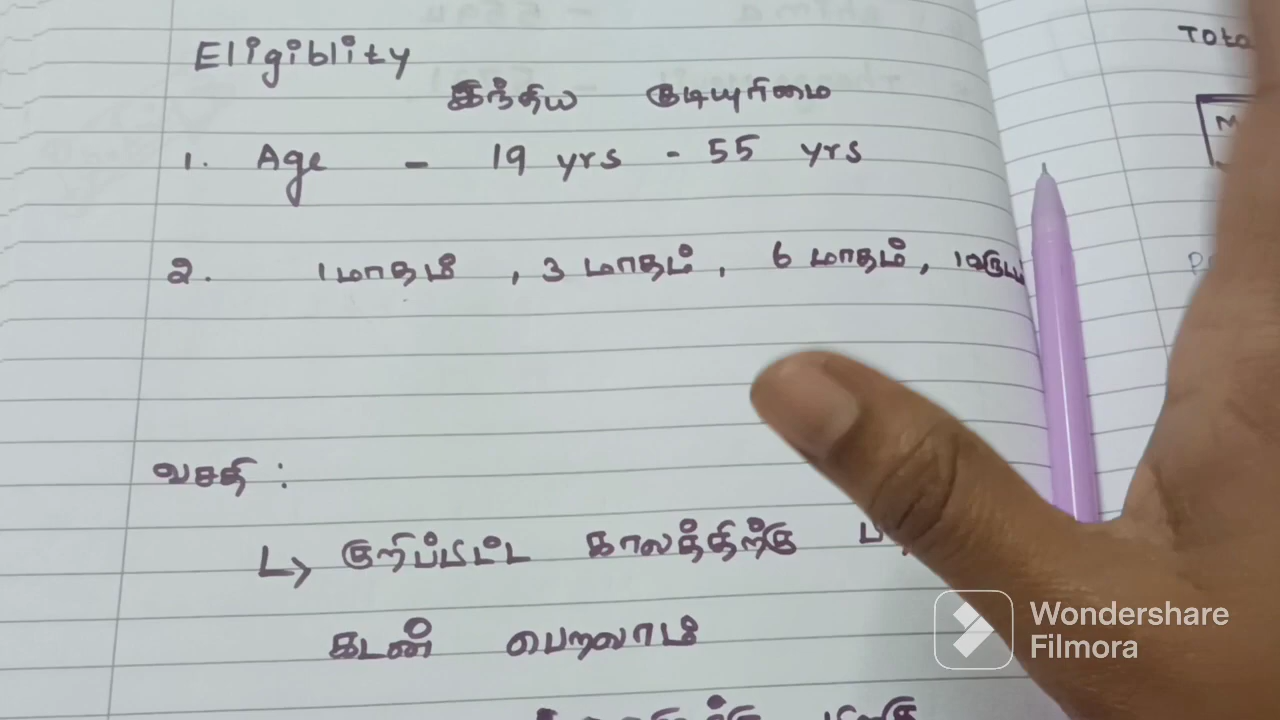 Eligiblity
இந்திய குடியுரிமை
1. Age - 19 yrs - 55 yrs
2. 1 மாதம் , 3 மாதம் , 6 மாதம் , 1
வசதி :
↳ குறிப்பிட்ட காலத்திற்கு
கடன் பெறலாம்
Wondershare
Filmora